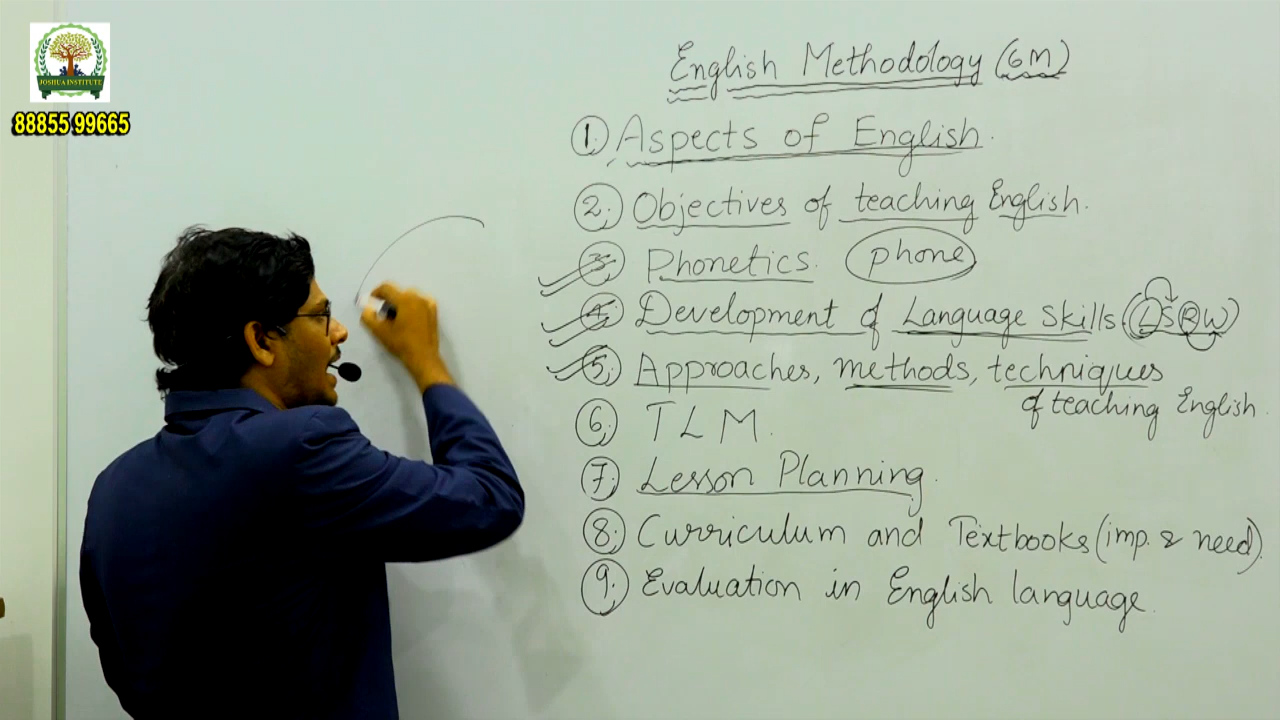 JOSHUA INSTITUTE
88855 99665
English Methodology (6M)
1. Aspects of English.
2. Objectives of teaching English.
3. Phonetics. phone
4. Development of Language Skills (LSRW)
5. Approaches, methods, techniques
of teaching English.
6. TLM.
7. Lesson Planning.
8. Curriculum and Textbooks (imp. & need).
9. Evaluation in English language.